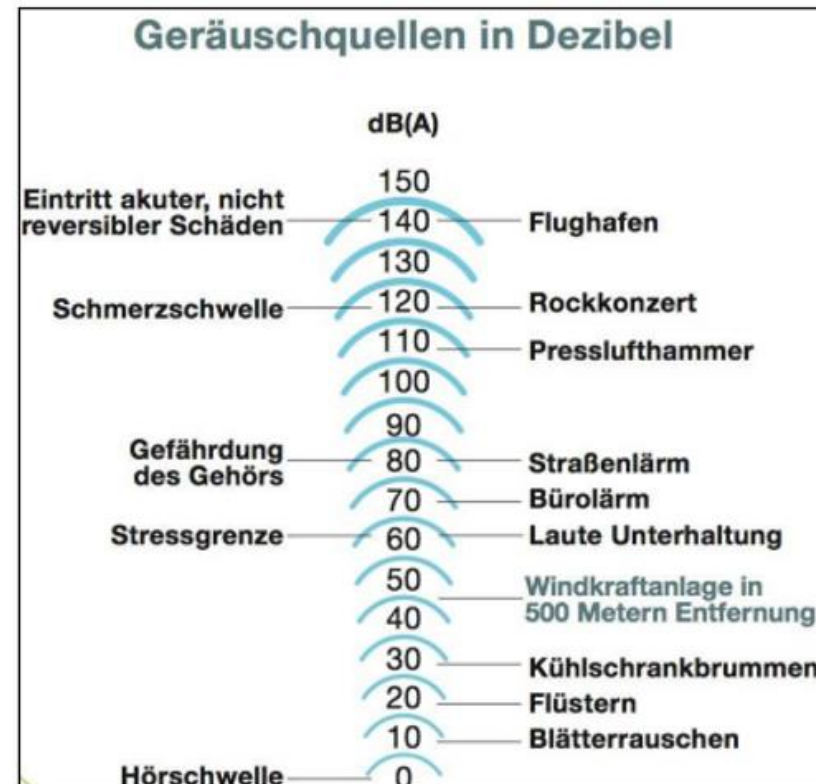 Geräuschquellen in Dezibel
dB(A)
150
Eintritt akuter, nicht
reversibler Schäden
140
Flughafen
130
Schmerzschwelle
120
Rockkonzert
110
Presslufthammer
100
90
Gefährdung
des Gehörs
80
Straßenlärm
70
Bürolärm
Stressgrenze
60
Laute Unterhaltung
50
Windkraftanlage in
500 Metern Entfernung
40
30
Kühlschrankbrummen
20
Flüstern
10
Blätterrauschen
Hörschwelle
0